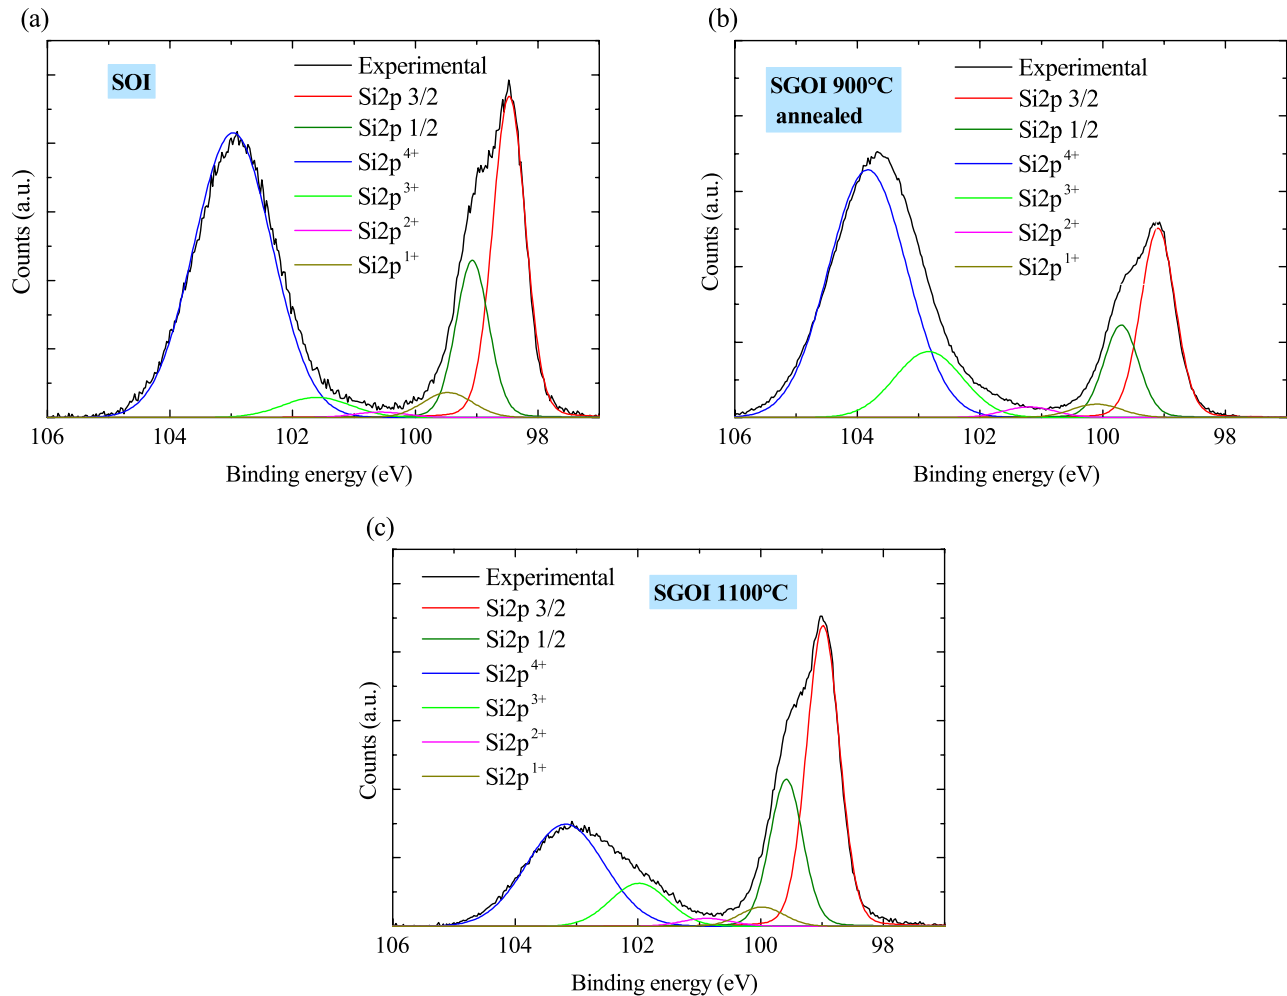 (a)
SOI
Experimental
Si2p 3/2
Si2p 1/2
Si2p⁴⁺
Si2p³⁺
Si2p²⁺
Si2p¹⁺
Counts (a.u.)
106 104 102 100 98
Binding energy (eV)
(b)
SGOI 900°C
annealed
Experimental
Si2p 3/2
Si2p 1/2
Si2p⁴⁺
Si2p³⁺
Si2p²⁺
Si2p¹⁺
Counts (a.u.)
106 104 102 100 98
Binding energy (eV)
(c)
SGOI 1100°C
Experimental
Si2p 3/2
Si2p 1/2
Si2p⁴⁺
Si2p³⁺
Si2p²⁺
Si2p¹⁺
Counts (a.u.)
106 104 102 100 98
Binding energy (eV)